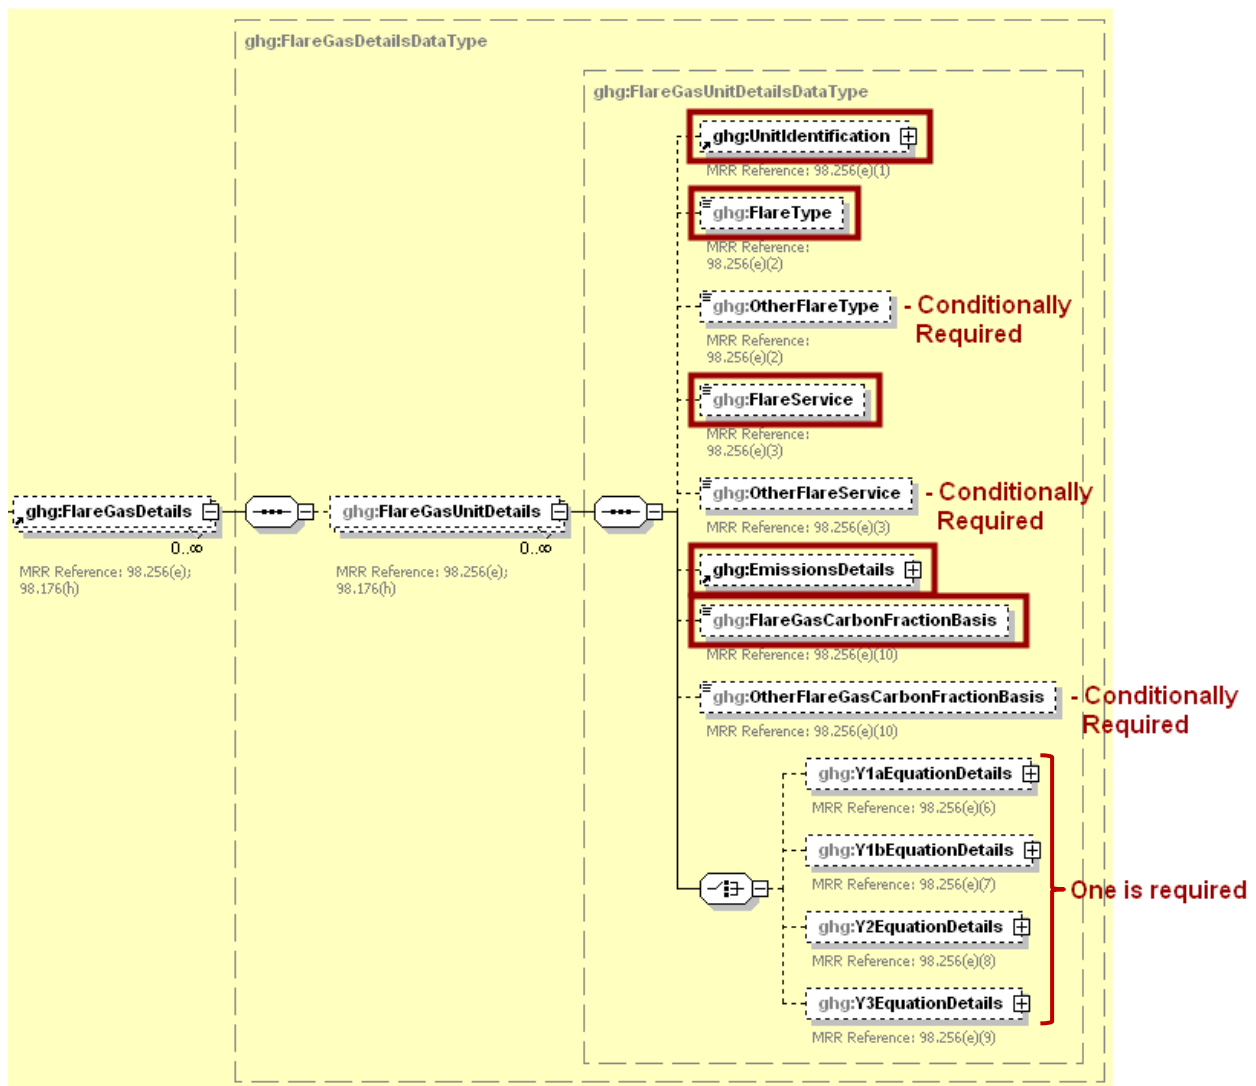 ghg:FlareGasDetailsDataType
ghg:FlareGasUnitDetailsDataType
ghg:UnitIdentification
MRR Reference: 98.256(e)(1)
ghg:FlareType
MRR Reference:
98.256(e)(2)
ghg:OtherFlareType
- Conditionally
Required
MRR Reference:
98.256(e)(2)
ghg:FlareService
MRR Reference:
98.256(e)(3)
ghg:OtherFlareService
- Conditionally
Required
MRR Reference: 98.256(e)(3)
ghg:FlareGasDetails
0..∞
MRR Reference: 98.256(e);
98.176(h)
ghg:FlareGasUnitDetails
0..∞
MRR Reference: 98.256(e);
98.176(h)
ghg:EmissionsDetails
ghg:FlareGasCarbonFractionBasis
MRR Reference: 98.256(e)(10)
ghg:OtherFlareGasCarbonFractionBasis
- Conditionally
Required
MRR Reference: 98.256(e)(10)
ghg:Y1aEquationDetails
MRR Reference: 98.256(e)(6)
ghg:Y1bEquationDetails
MRR Reference: 98.256(e)(7)
One is required
ghg:Y2EquationDetails
MRR Reference: 98.256(e)(8)
ghg:Y3EquationDetails
MRR Reference: 98.256(e)(9)